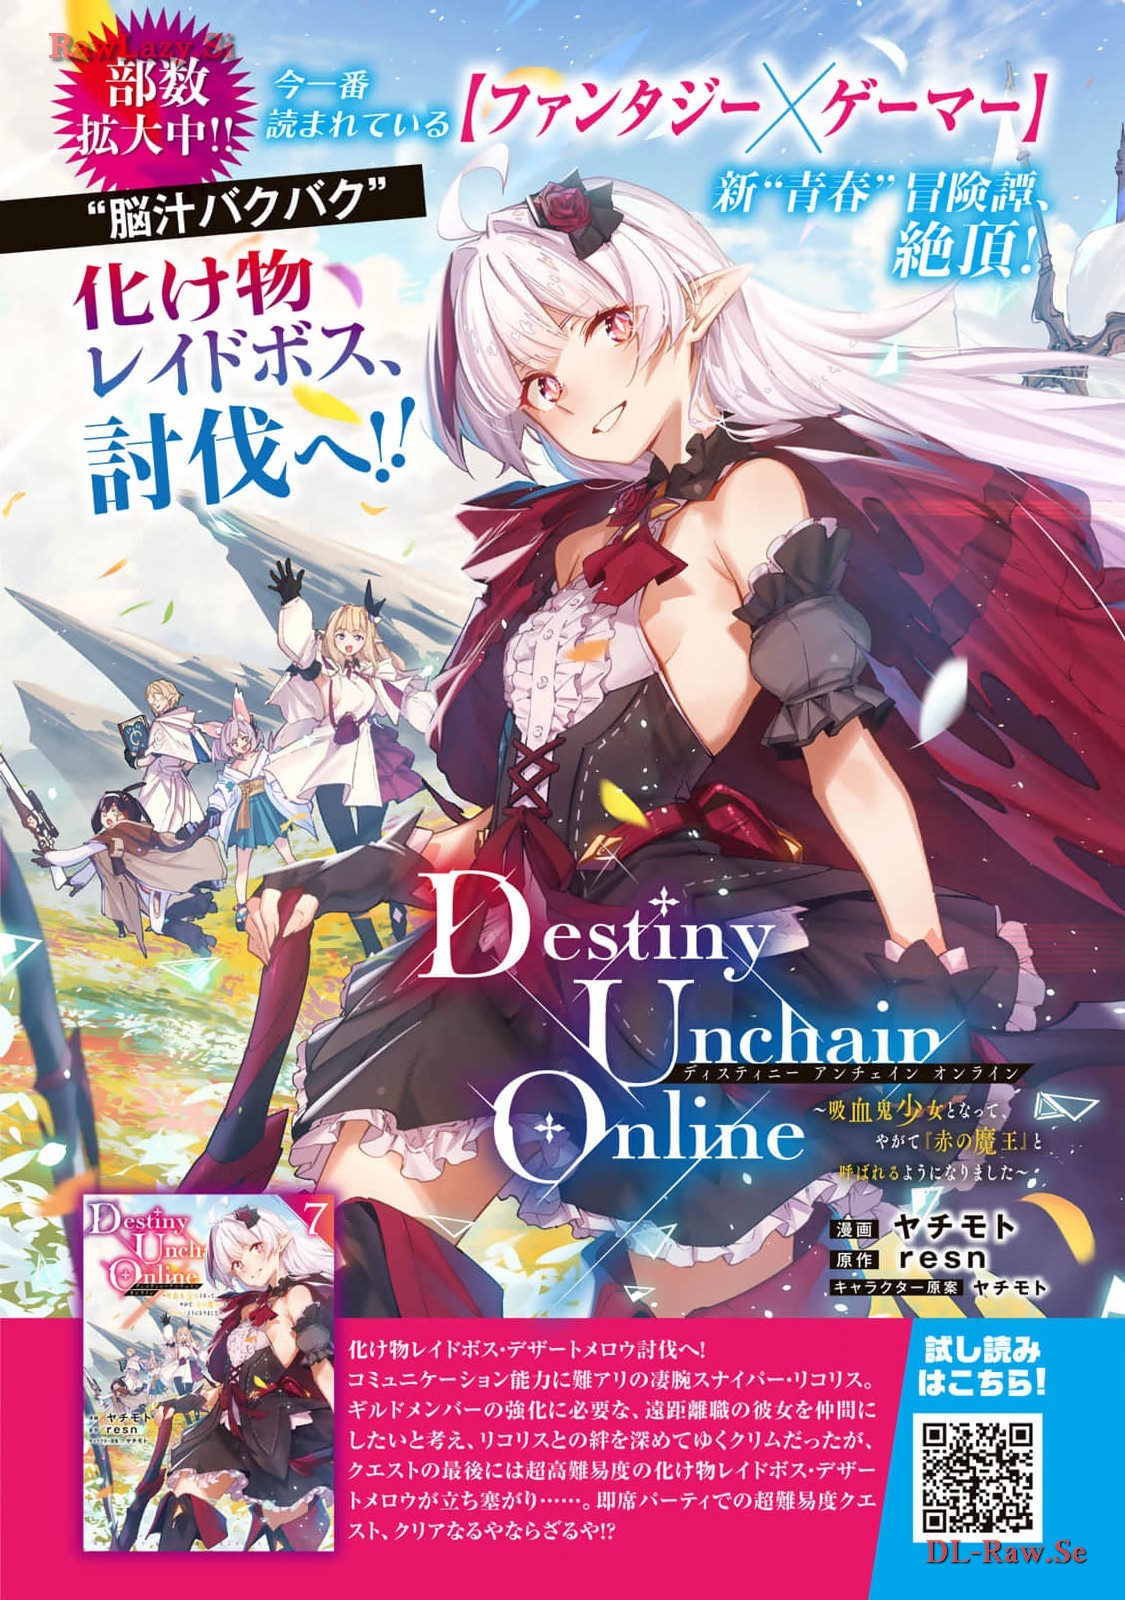 RawLazy.Si
部数
拡大中!!
今一番
読まれている
【ファンタジー×ゲーマー】
新“青春”冒険譚、
絶頂!
“脳汁バクバク”
化け物
レイドボス、
討伐へ!!
Destiny
Unchain
ディスティニー アンチェイン オンライン
Online
～吸血鬼少女となって、
やがて『赤の魔王』と
呼ばれるようになりました～
漫画 ヤチモト
原作 resn
キャラクター原案 ヤチモト
7
Destiny
Unch
Online
ヤチモト
resn
化け物レイドボス・デザートメロウ討伐へ!
コミュニケーション能力に難アリの凄腕スナイパー・リコリス。
ギルドメンバーの強化に必要な、遠距離職の彼女を仲間に
したいと考え、リコリスとの絆を深めてゆくクリムだったが、
クエストの最後には超高難易度の化け物レイドボス・デザー
トメロウが立ち塞がり……。即席パーティでの超難易度クエ
スト、クリアなるやならざるや!?
試し読み
はこちら!
DL-Raw.Se